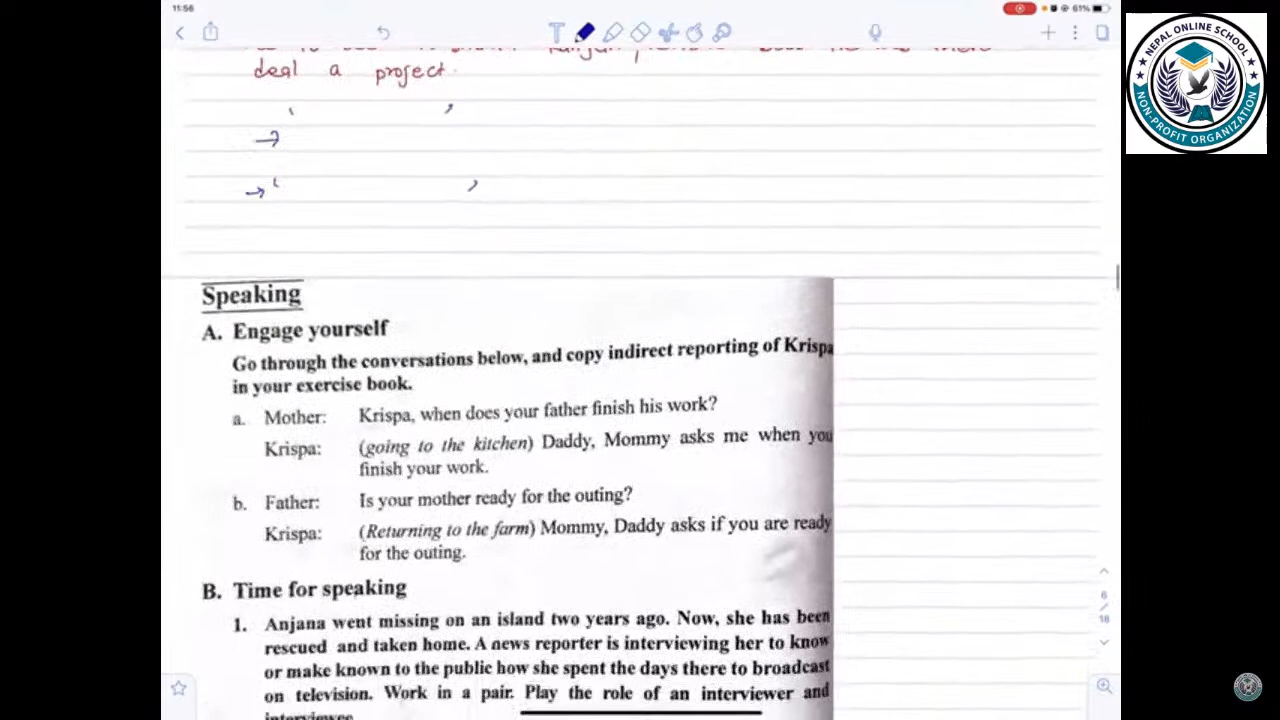 11:56
61%
NEPAL ONLINE SCHOOL
NON-PROFIT ORGANIZATION
deal a project.
Speaking
A. Engage yourself
Go through the conversations below, and copy indirect reporting of Krispa
in your exercise book.
a. Mother: Krispa, when does your father finish his work?
Krispa: (going to the kitchen) Daddy, Mommy asks me when you
finish your work.
b. Father: Is your mother ready for the outing?
Krispa: (Returning to the farm) Mommy, Daddy asks if you are ready
for the outing.
B. Time for speaking
1. Anjana went missing on an island two years ago. Now, she has been
rescued and taken home. A news reporter is interviewing her to know
or make known to the public how she spent the days there to broadcast
on television. Work in a pair. Play the role of an interviewer and
interviewee.
6
/
18